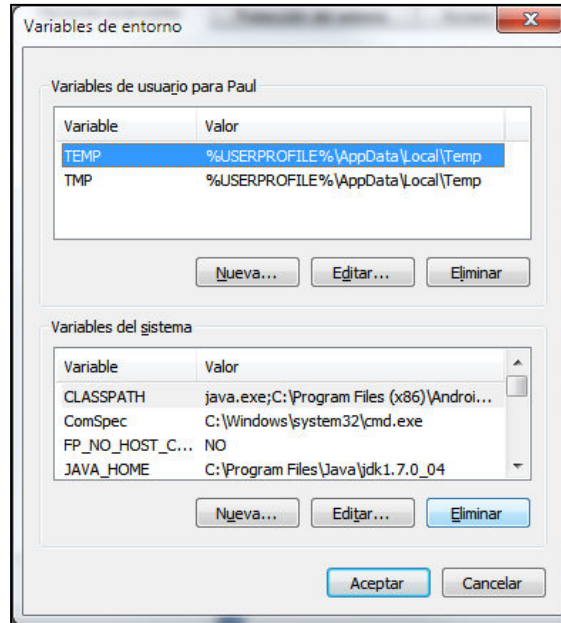 Variables de entorno
Variables de usuario para Paul
Variable Valor
TEMP %USERPROFILE%\AppData\Local\Temp
TMP %USERPROFILE%\AppData\Local\Temp
Nueva... Editar... Eliminar
Variables del sistema
Variable Valor
CLASSPATH java.exe;C:\Program Files (x86)\Androi...
ComSpec C:\Windows\system32\cmd.exe
FP_NO_HOST_C... NO
JAVA_HOME C:\Program Files\Java\jdk1.7.0_04
Nueva... Editar... Eliminar
Aceptar Cancelar